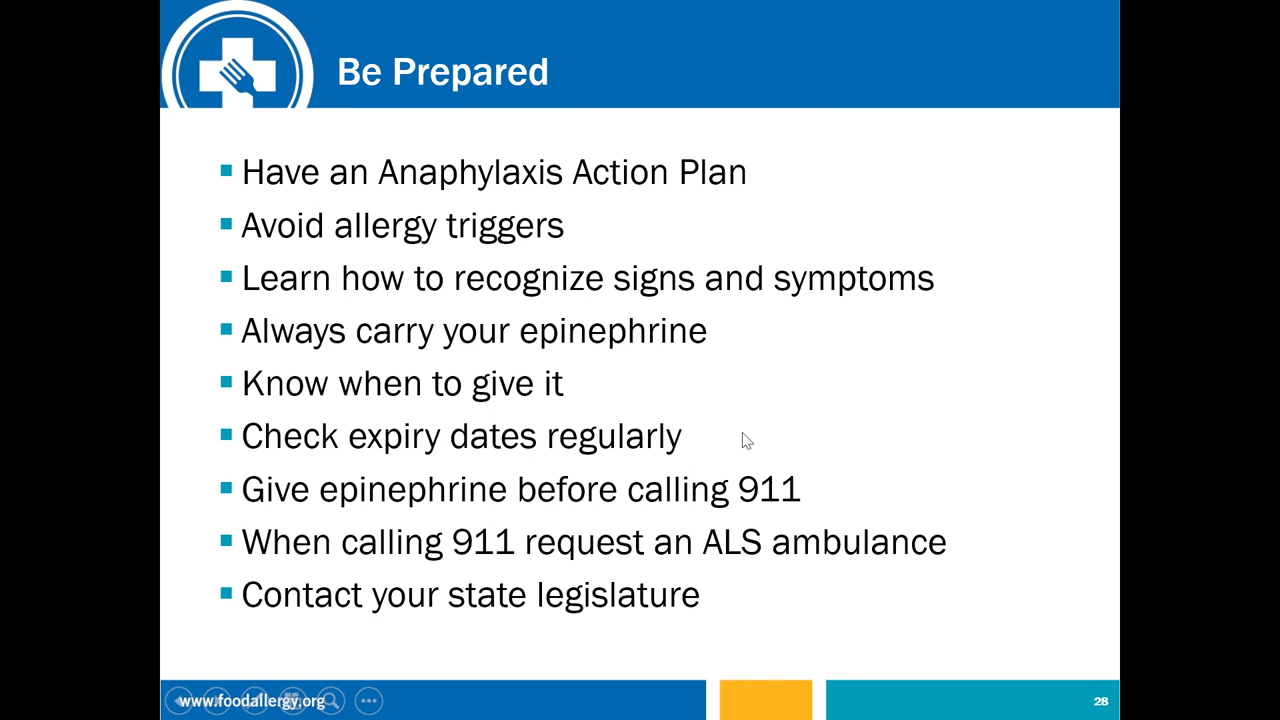 Be Prepared
Have an Anaphylaxis Action Plan
Avoid allergy triggers
Learn how to recognize signs and symptoms
Always carry your epinephrine
Know when to give it
Check expiry dates regularly
Give epinephrine before calling 911
When calling 911 request an ALS ambulance
Contact your state legislature
www.foodallergy.org
28